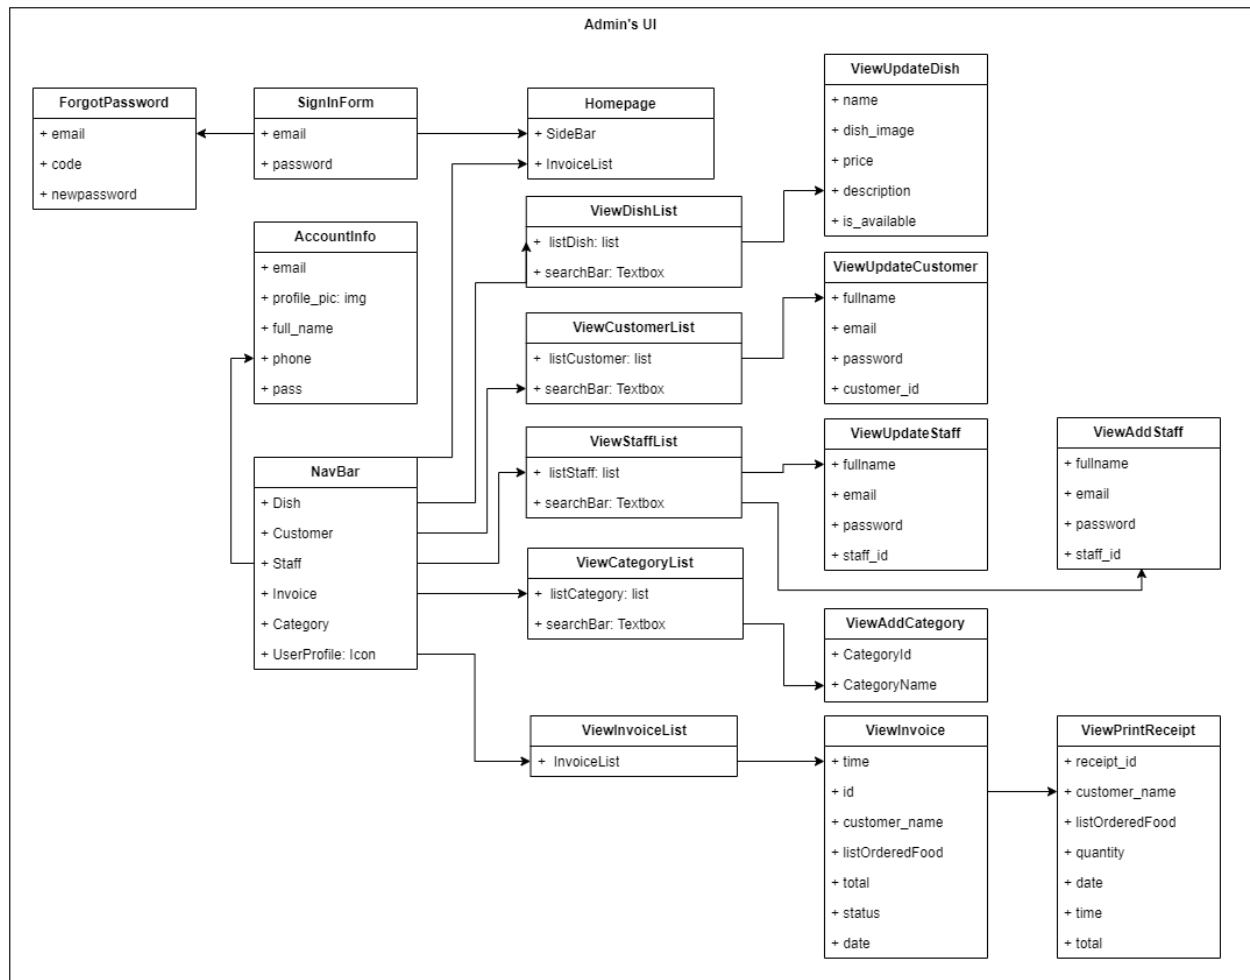 Admin's UI
ForgotPassword
+ email
+ code
+ newpassword
SignInForm
+ email
+ password
Homepage
+ SideBar
+ InvoiceList
ViewUpdateDish
+ name
+ dish_image
+ price
+ description
+ is_available
AccountInfo
+ email
+ profile_pic: img
+ full_name
+ phone
+ pass
ViewDishList
+ listDish: list
+ searchBar: Textbox
ViewUpdateCustomer
+ fullname
+ email
+ password
+ customer_id
ViewCustomerList
+ listCustomer: list
+ searchBar: Textbox
NavBar
+ Dish
+ Customer
+ Staff
+ Invoice
+ Category
+ UserProfile: Icon
ViewStaffList
+ listStaff: list
+ searchBar: Textbox
ViewUpdateStaff
+ fullname
+ email
+ password
+ staff_id
ViewAddStaff
+ fullname
+ email
+ password
+ staff_id
ViewCategoryList
+ listCategory: list
+ searchBar: Textbox
ViewAddCategory
+ CategoryId
+ CategoryName
ViewInvoiceList
+ InvoiceList
ViewInvoice
+ time
+ id
+ customer_name
+ listOrderedFood
+ total
+ status
+ date
ViewPrintReceipt
+ receipt_id
+ customer_name
+ listOrderedFood
+ quantity
+ date
+ time
+ total